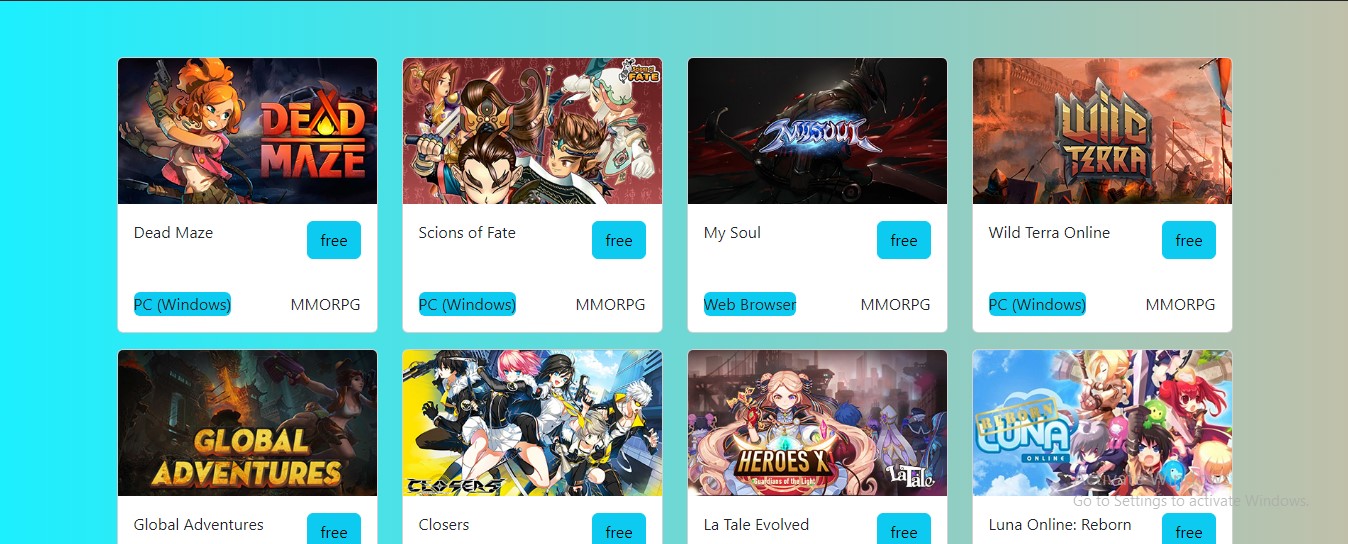 DEAD
MAZE
FATE
MYSOUL
WILD
TERRA
Dead Maze
free
Scions of Fate
free
My Soul
free
Wild Terra Online
free
PC (Windows)
MMORPG
PC (Windows)
MMORPG
Web Browser
MMORPG
PC (Windows)
MMORPG
GLOBAL
ADVENTURES
CLOSERS
HEROES X
Guardians of the Light
LaTale
REBORN
LUNA
ONLINE
Go to Settings to activate Windows.
Global Adventures
free
Closers
free
La Tale Evolved
free
Luna Online: Reborn
free